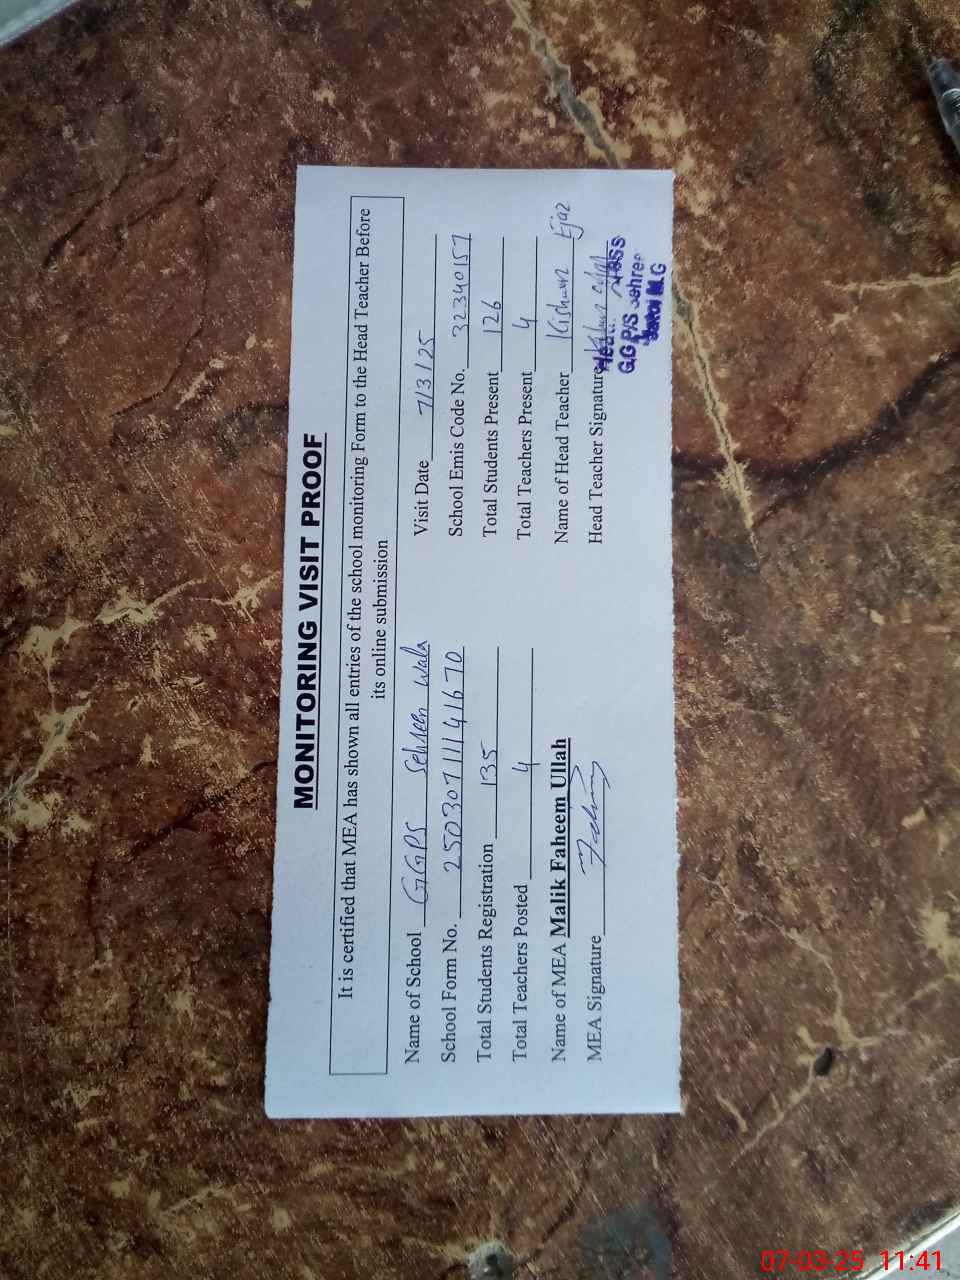 MONITORING VISIT PROOF
It is certified that MEA has shown all entries of the school monitoring Form to the Head Teacher Before
its online submission
Name of School GGPS Sehreen Wala Visit Date 7/3/25
School Form No. 250307111141670 School Emis Code No. 32340157
Total Students Registration 135 Total Students Present 126
Total Teachers Posted 4 Total Teachers Present 4
Name of MEA Malik Faheem Ullah Name of Head Teacher Kishwar Ejaz
MEA Signature Head Teacher Signature
G.G P/S Sehreen
07-03-25 11:41